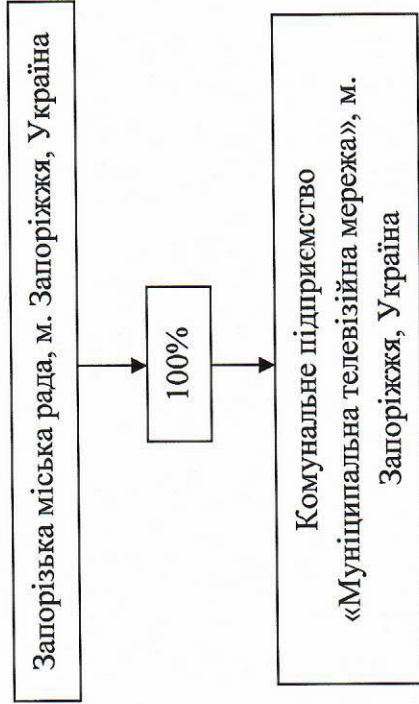 Запорізька міська рада, м. Запоріжжя, Україна
100%
Комунальне підприємство
«Муніципальна телевізійна мережа», м.
Запоріжжя, Україна